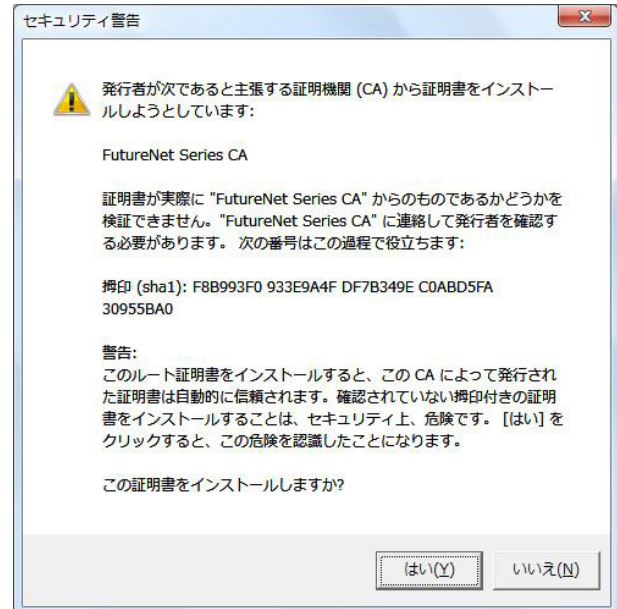 セキュリティ警告
発行者が次であると主張する証明機関 (CA) から証明書をインストー
ルしようとしています:
FutureNet Series CA
証明書が実際に "FutureNet Series CA" からのものであるかどうかを
検証できません。"FutureNet Series CA" に連絡して発行者を確認す
る必要があります。 次の番号はこの過程で役立ちます:
拇印 (sha1): F8B993F0 933E9A4F DF7B349E C0ABD5FA
30955BA0
警告:
このルート証明書をインストールすると、この CA によって発行され
た証明書は自動的に信頼されます。確認されていない拇印付きの証明
書をインストールすることは、セキュリティ上、危険です。 [はい] を
クリックすると、この危険を認識したことになります。
この証明書をインストールしますか?
はい(Y) いいえ(N)